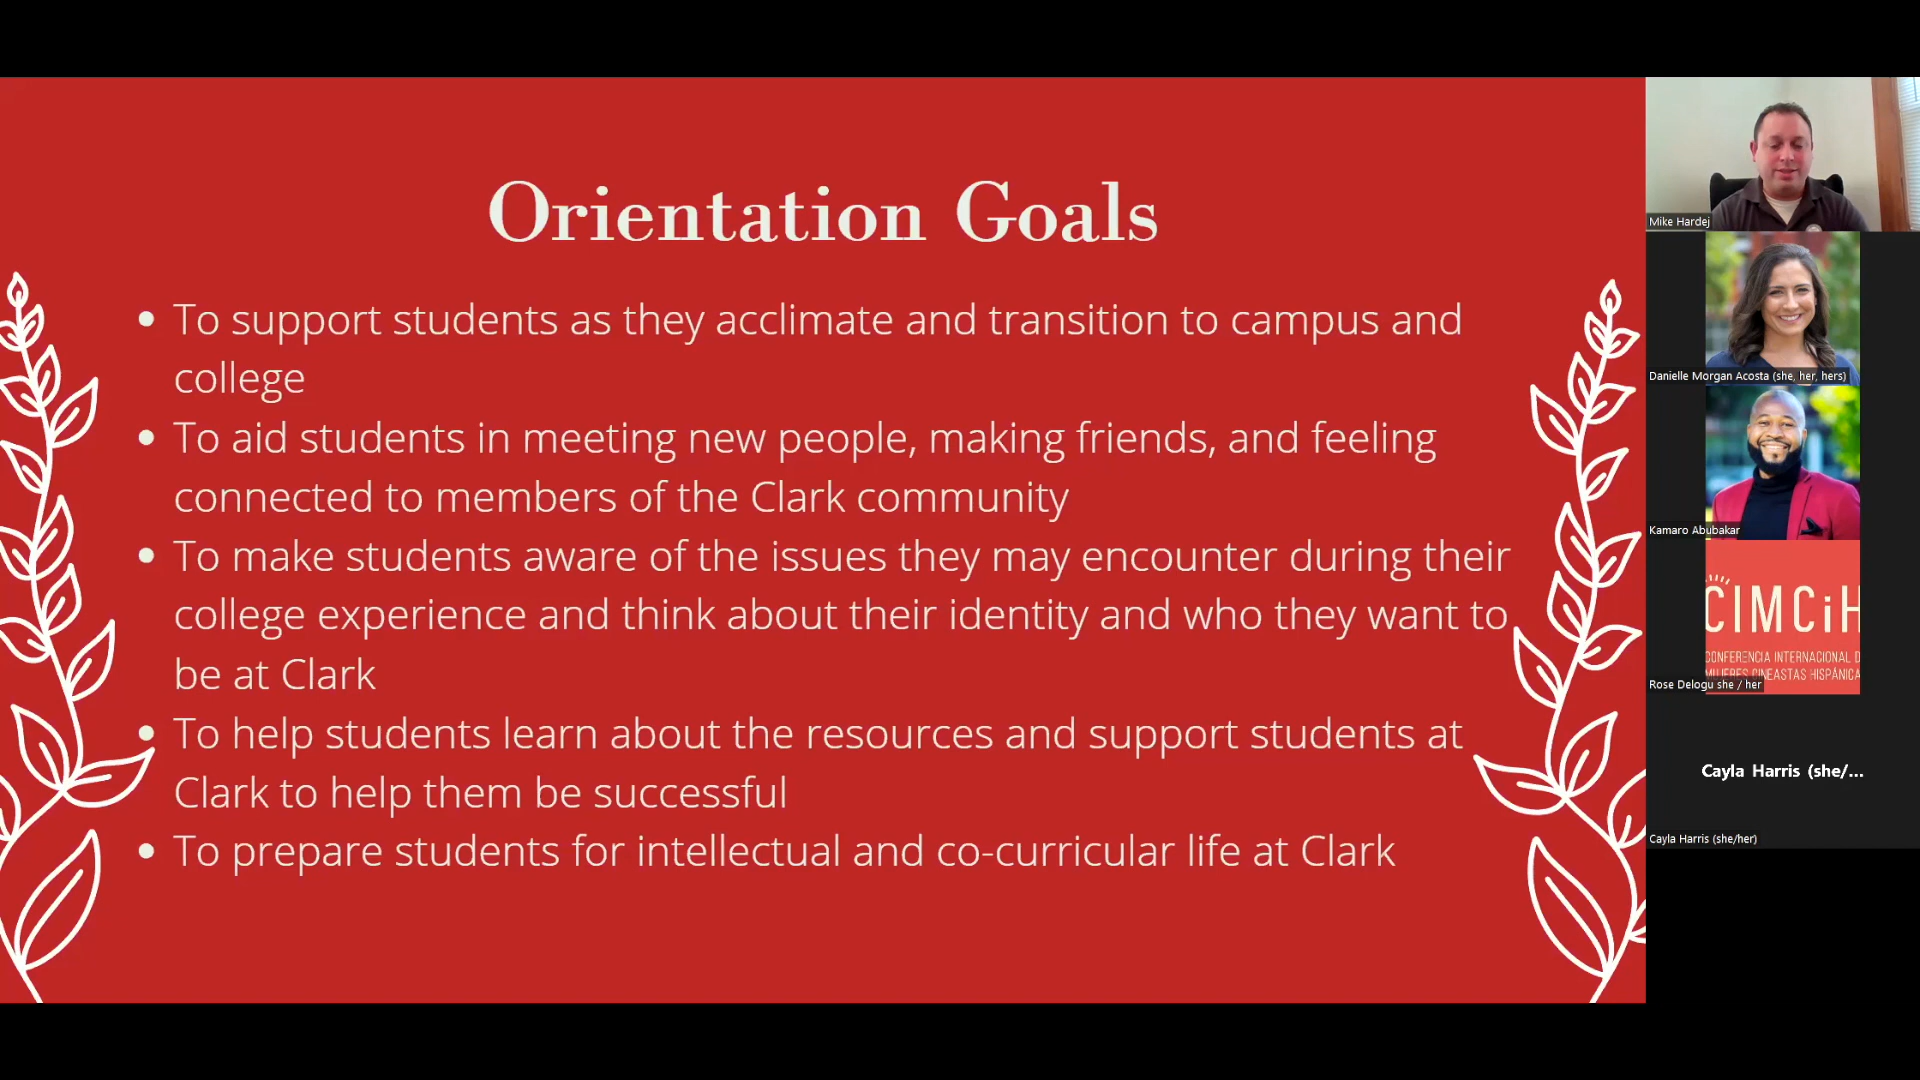 Orientation Goals
• To support students as they acclimate and transition to campus and
college
• To aid students in meeting new people, making friends, and feeling
connected to members of the Clark community
• To make students aware of the issues they may encounter during their
college experience and think about their identity and who they want to
be at Clark
• To help students learn about the resources and support students at
Clark to help them be successful
• To prepare students for intellectual and co-curricular life at Clark
Mike Hardej
Danielle Morgan Acosta (she, her, hers)
Kamaro Abubakar
CIMCiH
CONFERENCIA INTERNACIONAL D
MUJERES CINEASTAS HISPÁNICA
Rose Delogu she / her
Cayla Harris (she/...
Cayla Harris (she/her)